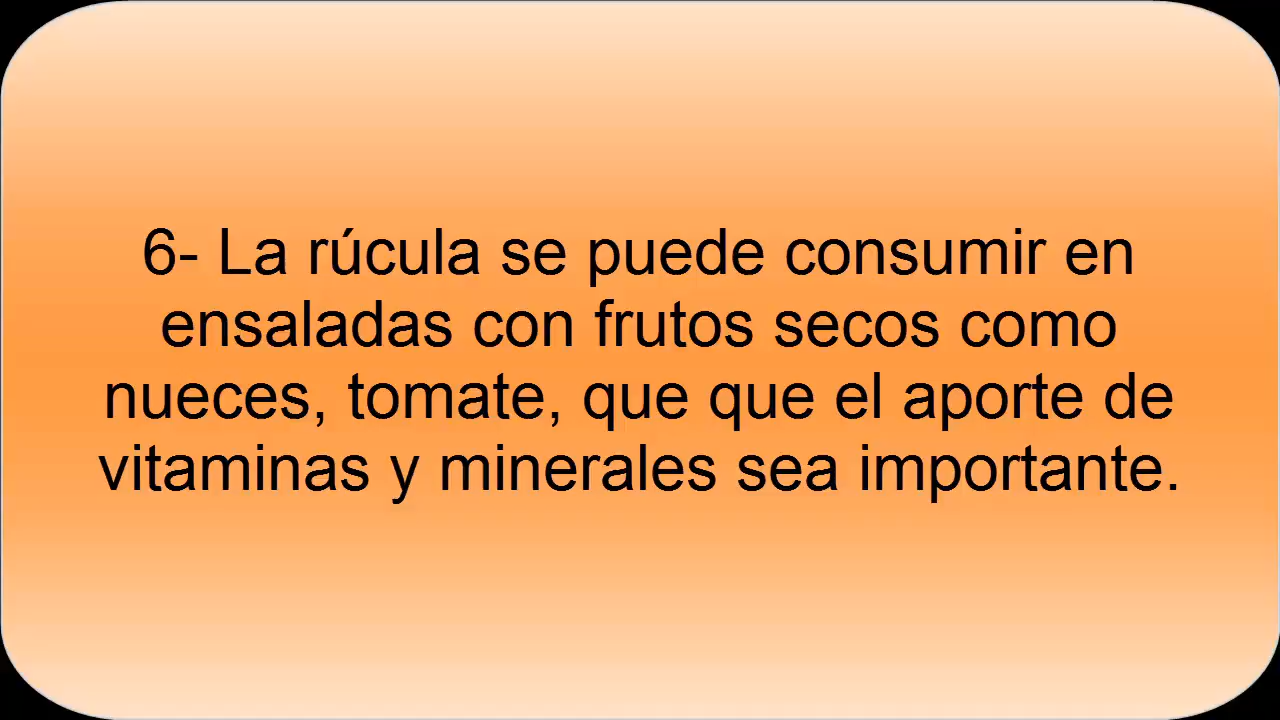 6- La rúcula se puede consumir en
ensaladas con frutos secos como
nueces, tomate, que que el aporte de
vitaminas y minerales sea importante.